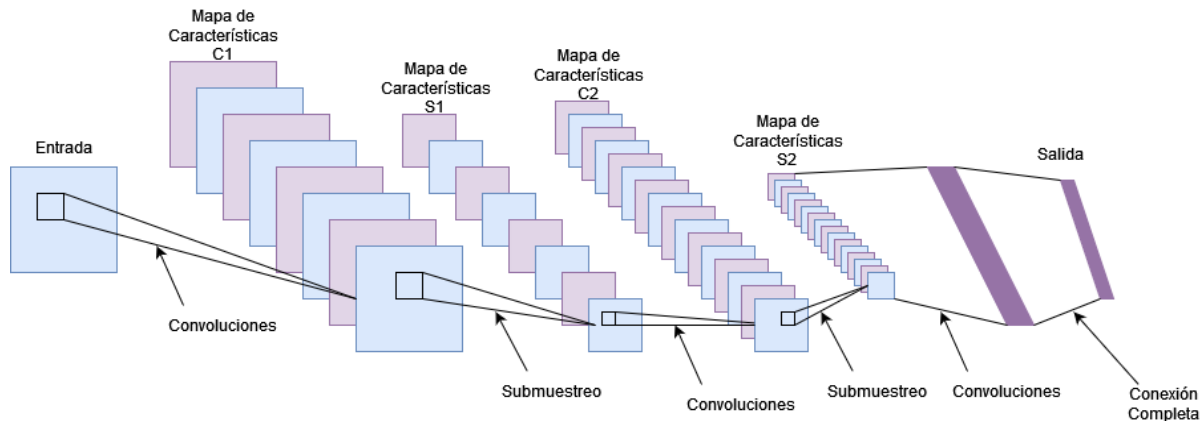 Entrada
Mapa de
Características
C1
Mapa de
Características
S1
Mapa de
Características
C2
Mapa de
Características
S2
Salida
Convoluciones
Submuestreo
Convoluciones
Submuestreo
Convoluciones
Conexión
Completa